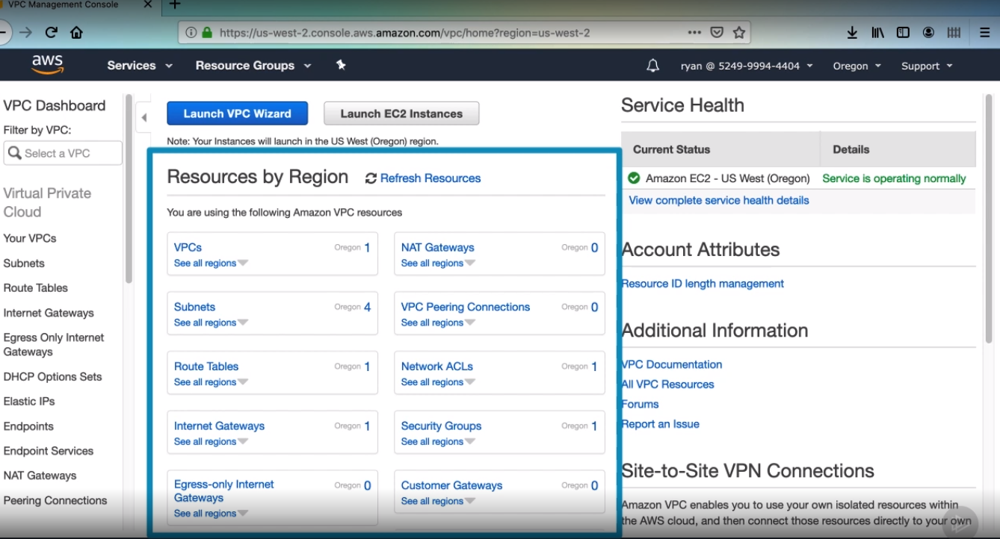 VPC Management Console
https://us-west-2.console.aws.amazon.com/vpc/home?region=us-west-2
aws
Services
Resource Groups
ryan @ 5249-9994-4404
Oregon
Support
VPC Dashboard
Filter by VPC:
Select a VPC
Virtual Private
Cloud
Your VPCs
Subnets
Route Tables
Internet Gateways
Egress Only Internet
Gateways
DHCP Options Sets
Elastic IPs
Endpoints
Endpoint Services
NAT Gateways
Peering Connections
Launch VPC Wizard
Launch EC2 Instances
Note: Your Instances will launch in the US West (Oregon) region.
Resources by Region
Refresh Resources
You are using the following Amazon VPC resources
VPCs Oregon 1
See all regions
NAT Gateways Oregon 0
See all regions
Subnets Oregon 4
See all regions
VPC Peering Connections Oregon 0
See all regions
Route Tables Oregon 1
See all regions
Network ACLs Oregon 1
See all regions
Internet Gateways Oregon 1
See all regions
Security Groups Oregon 1
See all regions
Egress-only Internet Oregon 0
Gateways
See all regions
Customer Gateways Oregon 0
See all regions
Service Health
Current Status Details
Amazon EC2 - US West (Oregon) Service is operating normally
View complete service health details
Account Attributes
Resource ID length management
Additional Information
VPC Documentation
All VPC Resources
Forums
Report an Issue
Site-to-Site VPN Connections
Amazon VPC enables you to use your own isolated resources within
the AWS cloud, and then connect those resources directly to your own